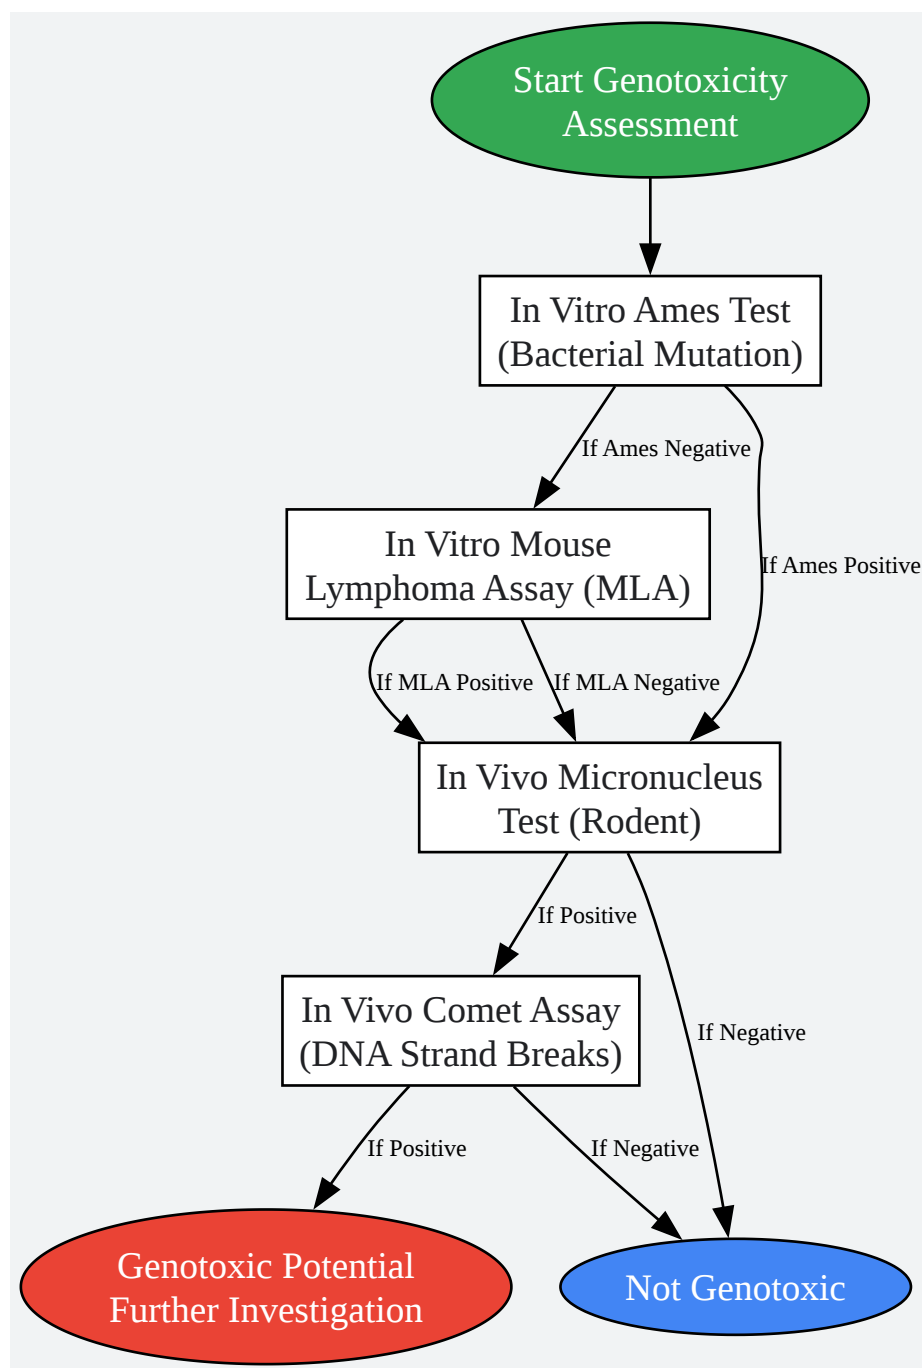 Start Genotoxicity
Assessment
In Vitro Ames Test
(Bacterial Mutation)
If Ames Negative
In Vitro Mouse
Lymphoma Assay (MLA)
If Ames Positive
If MLA Positive
If MLA Negative
In Vivo Micronucleus
Test (Rodent)
If Positive
In Vivo Comet Assay
(DNA Strand Breaks)
If Negative
If Positive
If Negative
Genotoxic Potential
Further Investigation
Not Genotoxic